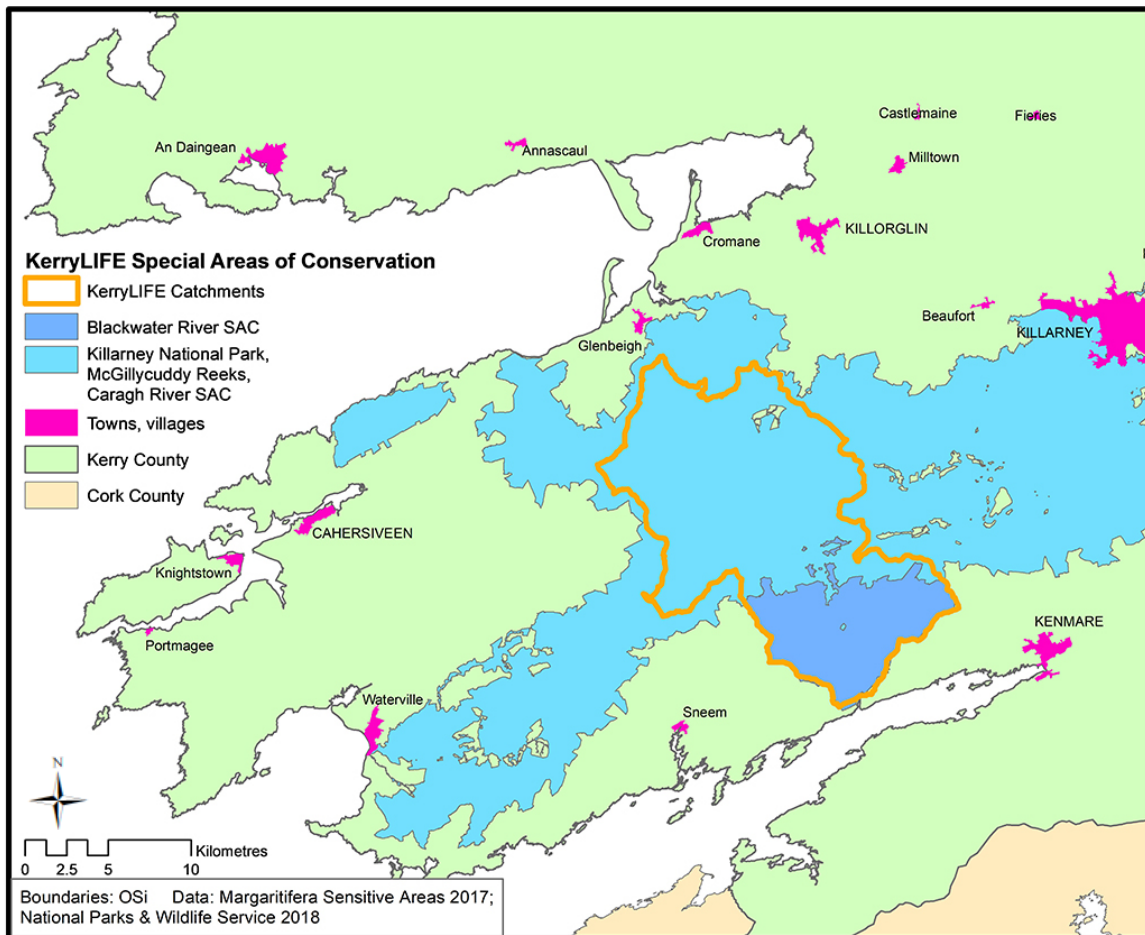 Castlemaine
Fieries
An Daingean
Annascaul
Milltown
Cromane
KILLORGLIN
KerryLIFE Special Areas of Conservation
KerryLIFE Catchments
Blackwater River SAC
Killarney National Park,
McGillycuddy Reeks,
Caragh River SAC
Towns, villages
Kerry County
Cork County
Beaufort
KILLARNEY
Glenbeigh
CAHERSIVEEN
Knightstown
Portmagee
KENMARE
Waterville
Sneem
N
Kilometres
0 2.5 5 10
Boundaries: OSi Data: Margaritifera Sensitive Areas 2017;
National Parks & Wildlife Service 2018